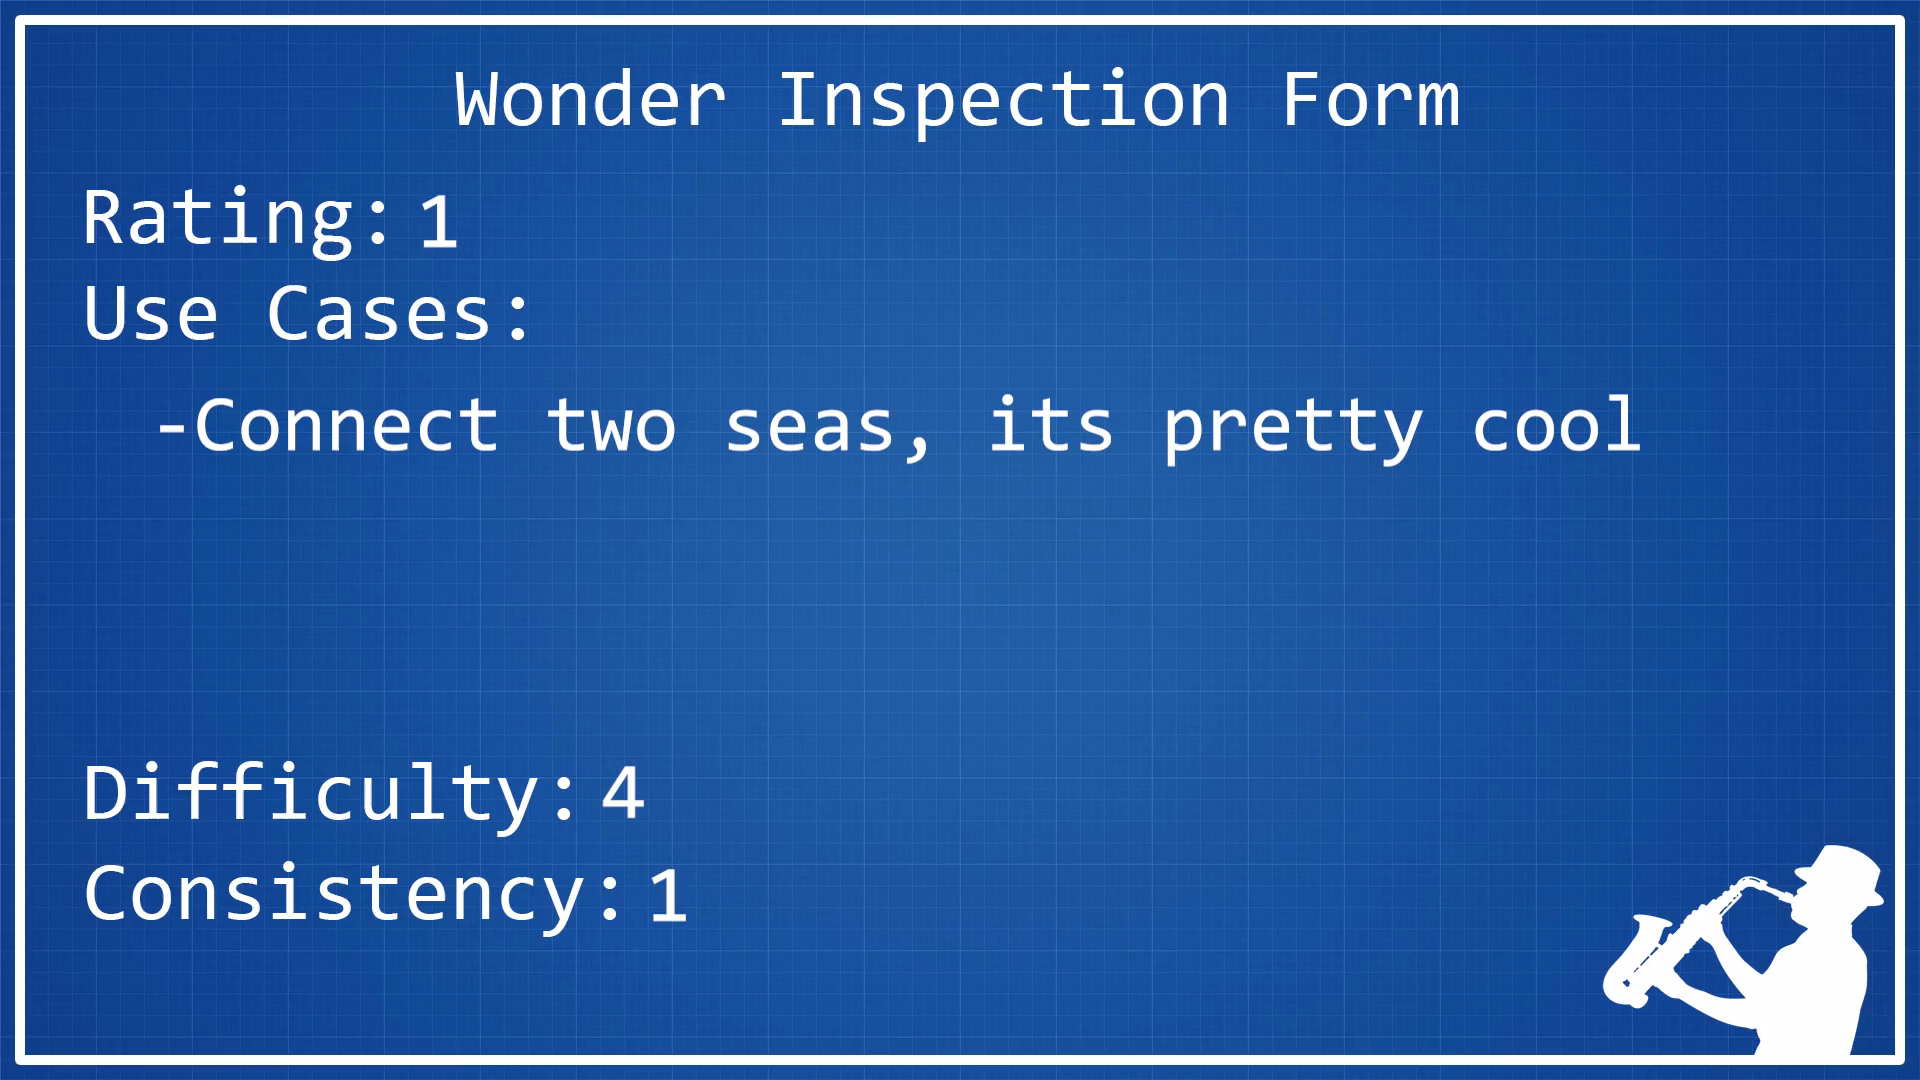 Wonder Inspection Form
Rating: 1
Use Cases:
-Connect two seas, its pretty cool
Difficulty: 4
Consistency: 1